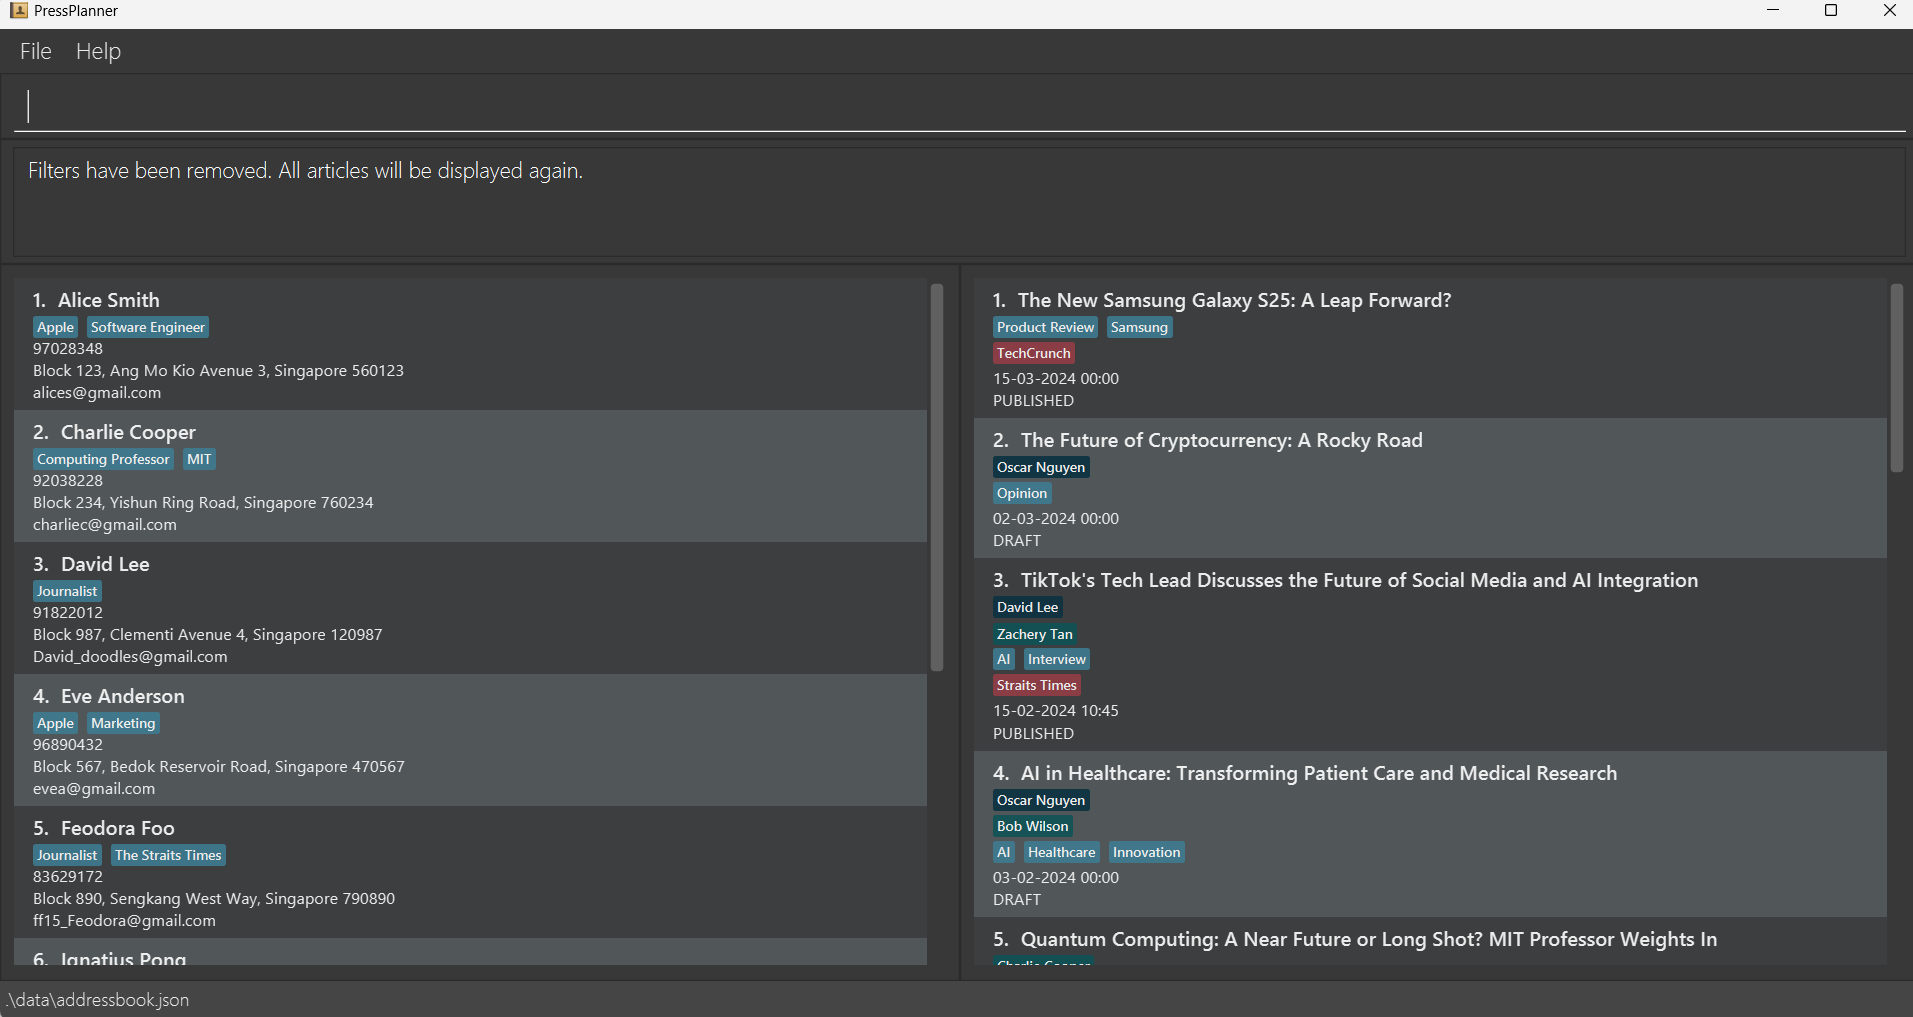 PressPlanner
File Help
Filters have been removed. All articles will be displayed again.
1. Alice Smith
Apple Software Engineer
97028348
Block 123, Ang Mo Kio Avenue 3, Singapore 560123
alices@gmail.com
2. Charlie Cooper
Computing Professor MIT
92038228
Block 234, Yishun Ring Road, Singapore 760234
charliec@gmail.com
3. David Lee
Journalist
91822012
Block 987, Clementi Avenue 4, Singapore 120987
David_doodles@gmail.com
4. Eve Anderson
Apple Marketing
96890432
Block 567, Bedok Reservoir Road, Singapore 470567
evea@gmail.com
5. Feodora Foo
Journalist The Straits Times
83629172
Block 890, Sengkang West Way, Singapore 790890
ff15_Feodora@gmail.com
6. Ignatius Pong
1. The New Samsung Galaxy S25: A Leap Forward?
Product Review Samsung
TechCrunch
15-03-2024 00:00
PUBLISHED
2. The Future of Cryptocurrency: A Rocky Road
Oscar Nguyen
Opinion
02-03-2024 00:00
DRAFT
3. TikTok's Tech Lead Discusses the Future of Social Media and AI Integration
David Lee
Zachery Tan
AI Interview
Straits Times
15-02-2024 10:45
PUBLISHED
4. AI in Healthcare: Transforming Patient Care and Medical Research
Oscar Nguyen
Bob Wilson
AI Healthcare Innovation
03-02-2024 00:00
DRAFT
5. Quantum Computing: A Near Future or Long Shot? MIT Professor Weights In
Charlie Cooper
.\data\addressbook.json